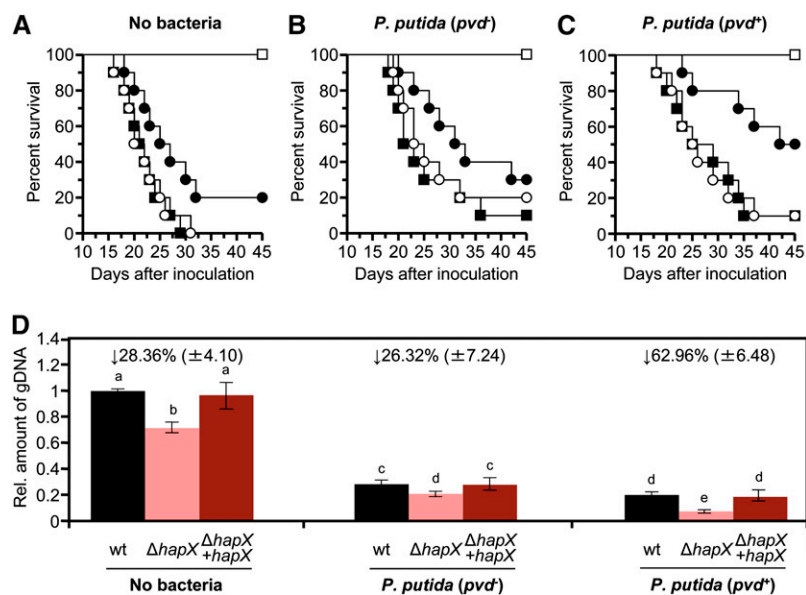 A No bacteria
B P. putida (pvd-)
C P. putida (pvd+)
Percent survival
100
80
60
40
20
0
10 15 20 25 30 35 40 45
Days after inoculation
Percent survival
100
80
60
40
20
0
10 15 20 25 30 35 40 45
Days after inoculation
Percent survival
100
80
60
40
20
0
10 15 20 25 30 35 40 45
Days after inoculation
D
Rel. amount of gDNA
1.4
1.2
1
0.8
0.6
0.4
0.2
0
↓28.36% (±4.10) ↓26.32% (±7.24) ↓62.96% (±6.48)
a b a c d c d e d
wt ΔhapX ΔhapX +hapX wt ΔhapX ΔhapX +hapX wt ΔhapX ΔhapX +hapX
No bacteria P. putida (pvd-) P. putida (pvd+)